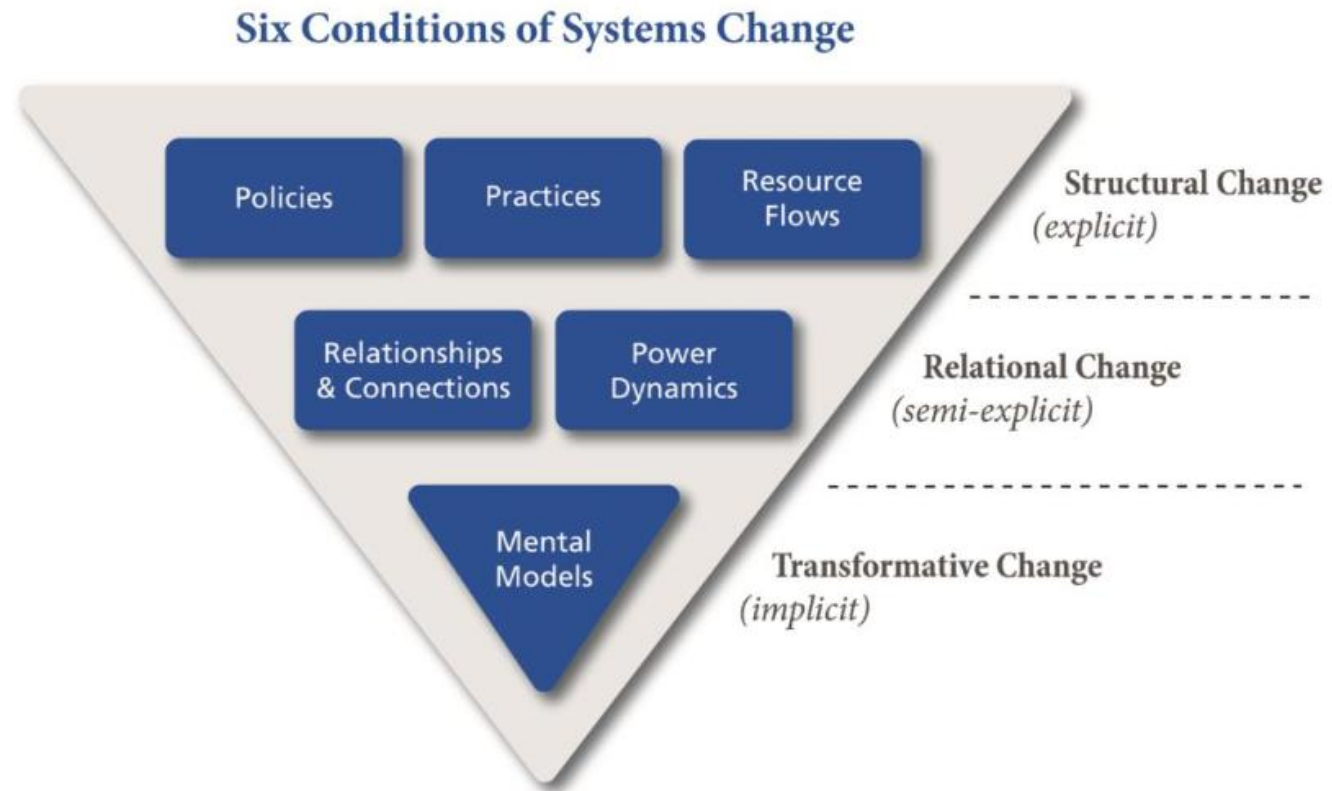 Six Conditions of Systems Change
Policies
Practices
Resource
Flows
Structural Change
(explicit)
Relationships
& Connections
Power
Dynamics
Relational Change
(semi-explicit)
Mental
Models
Transformative Change
(implicit)